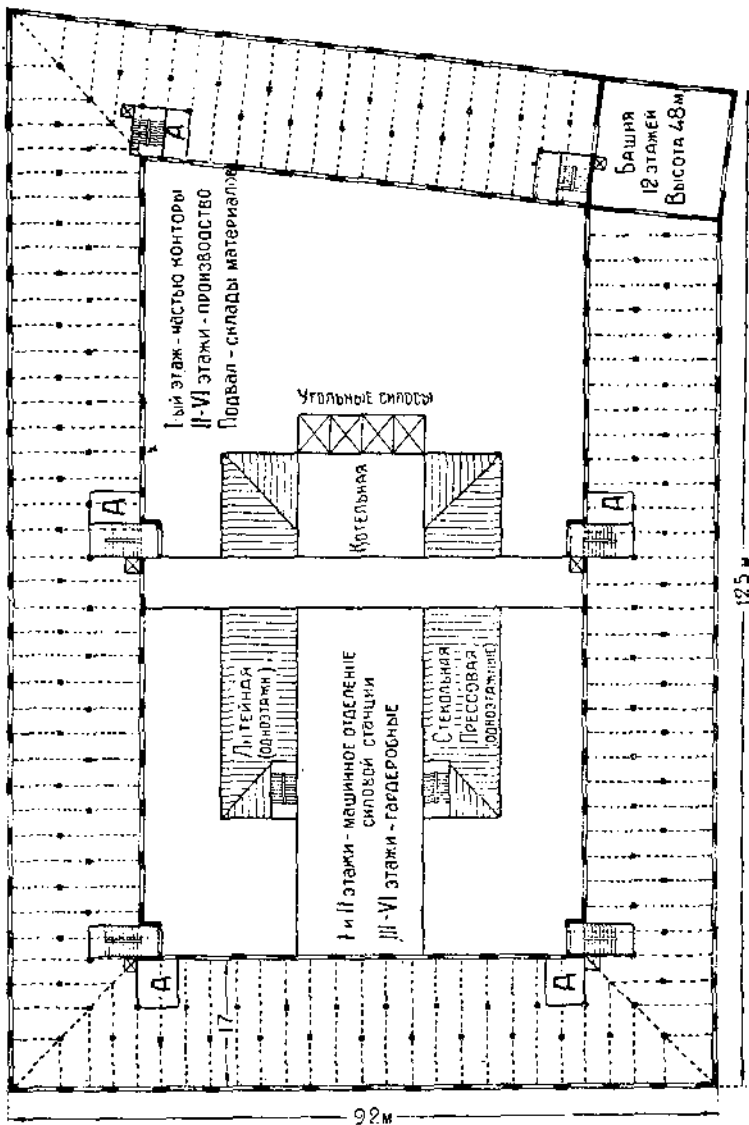 БАШНЯ
12 ЭТАЖЕЙ
ВЫСОТА 48М
I-ЫЙ ЭТАЖ-ЧАСТЬЮ КОНТОРЫ
II-VI ЭТАЖИ-ПРОИЗВОДСТВО
ПОДВАЛ-СКЛАДЫ МАТЕРИАЛОВ
УГОЛЬНЫЕ СИЛОСЫ
КОТЕЛЬНАЯ
ЛИТЕЙНАЯ
(ОДНОЭТАЖН)
I и II ЭТАЖИ-МАШИННОЕ ОТДЕЛЕНИЕ
СИЛОВОЙ СТАНЦИИ
III-VI ЭТАЖИ-ГАРДЕРОБНЫЕ
СТЕКОЛЬНАЯ
ПРЕССОВАЯ
(ОДНОЭТАЖНЫЕ)
Д
Д
Д
Д
Д
17
92м
125 м